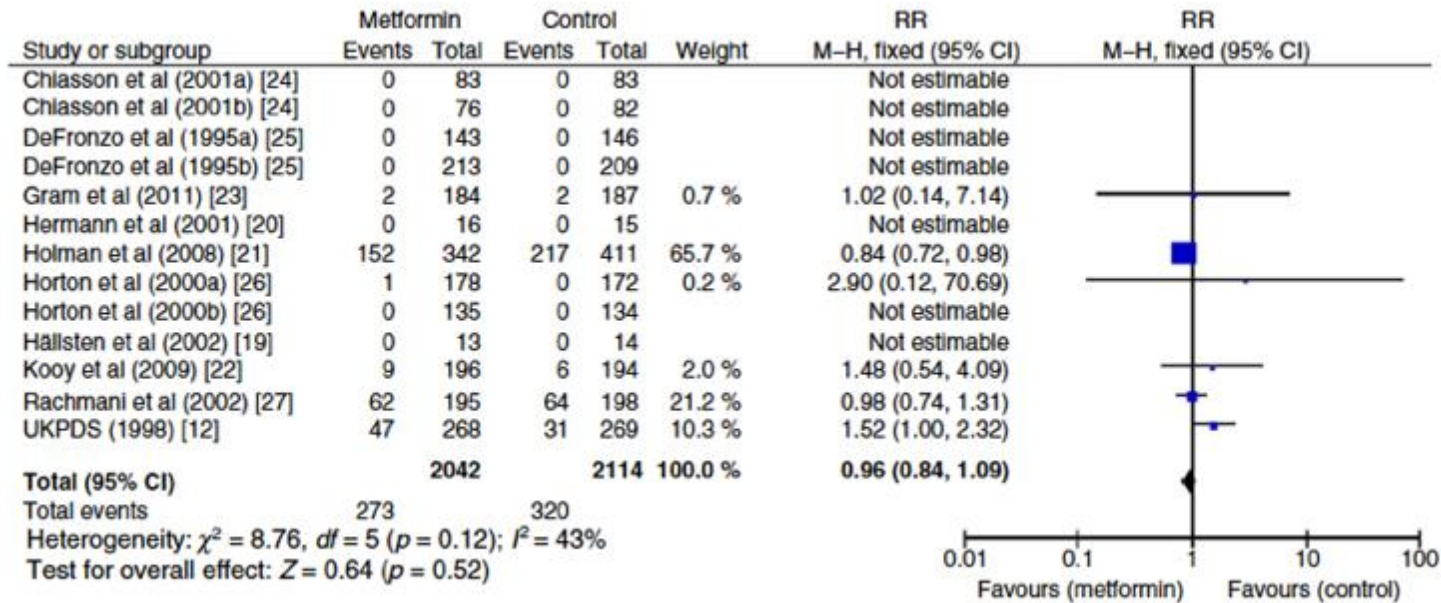 Metformin Control RR RR
Study or subgroup Events Total Events Total Weight M–H, fixed (95% CI) M–H, fixed (95% CI)
Chiasson et al (2001a) [24] 0 83 0 83 Not estimable
Chiasson et al (2001b) [24] 0 76 0 82 Not estimable
DeFronzo et al (1995a) [25] 0 143 0 146 Not estimable
DeFronzo et al (1995b) [25] 0 213 0 209 Not estimable
Gram et al (2011) [23] 2 184 2 187 0.7 % 1.02 (0.14, 7.14)
Hermann et al (2001) [20] 0 16 0 15 Not estimable
Holman et al (2008) [21] 152 342 217 411 65.7 % 0.84 (0.72, 0.98)
Horton et al (2000a) [26] 1 178 0 172 0.2 % 2.90 (0.12, 70.69)
Horton et al (2000b) [26] 0 135 0 134 Not estimable
Hällsten et al (2002) [19] 0 13 0 14 Not estimable
Kooy et al (2009) [22] 9 196 6 194 2.0 % 1.48 (0.54, 4.09)
Rachmani et al (2002) [27] 62 195 64 198 21.2 % 0.98 (0.74, 1.31)
UKPDS (1998) [12] 47 268 31 269 10.3 % 1.52 (1.00, 2.32)
Total (95% CI) 2042 2114 100.0 % 0.96 (0.84, 1.09)
Total events 273 320
Heterogeneity: χ² = 8.76, df = 5 (p = 0.12); I² = 43%
Test for overall effect: Z = 0.64 (p = 0.52)
0.01 0.1 1 10 100
Favours (metformin) Favours (control)